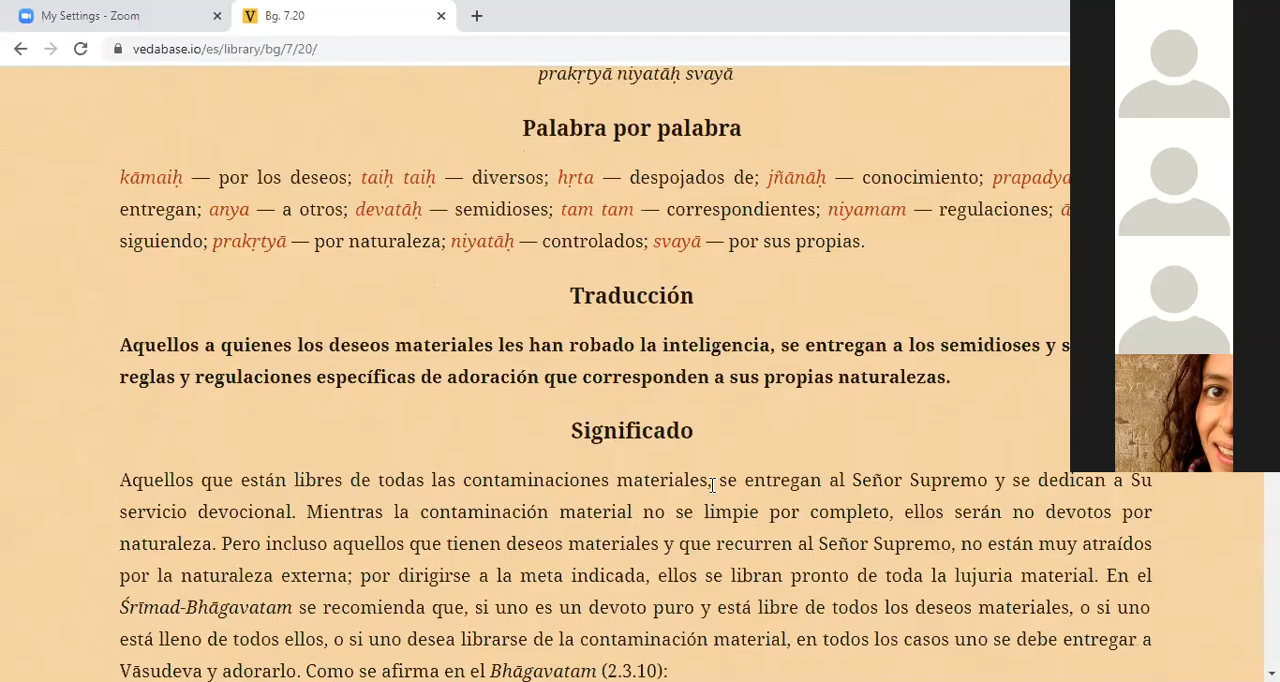 My Settings - Zoom
Bg. 7.20
vedabase.io/es/library/bg/7/20/
prakṛtyā niyatāḥ svayā
Palabra por palabra
kāmaiḥ — por los deseos; taiḥ taiḥ — diversos; hṛta — despojados de; jñānāḥ — conocimiento;
entregan; anya — a otros; devatāḥ — semidioses; tam tam — correspondientes; niyamam — regulaciones;
siguiendo; prakṛtyā — por naturaleza; niyatāḥ — controlados; svayā — por sus propias.
Traducción
Aquellos a quienes los deseos materiales les han robado la inteligencia, se entregan a los semidioses y
reglas y regulaciones específicas de adoración que corresponden a sus propias naturalezas.
Significado
Aquellos que están libres de todas las contaminaciones materiales, se entregan al Señor Supremo y se dedican a Su
servicio devocional. Mientras la contaminación material no se limpie por completo, ellos serán no devotos por
naturaleza. Pero incluso aquellos que tienen deseos materiales y que recurren al Señor Supremo, no están muy atraídos
por la naturaleza externa; por dirigirse a la meta indicada, ellos se libran pronto de toda la lujuria material. En el
Śrīmad-Bhāgavatam se recomienda que, si uno es un devoto puro y está libre de todos los deseos materiales, o si uno
está lleno de todos ellos, o si uno desea librarse de la contaminación material, en todos los casos uno se debe entregar a
Vāsudeva y adorarlo. Como se afirma en el Bhāgavatam (2.3.10):